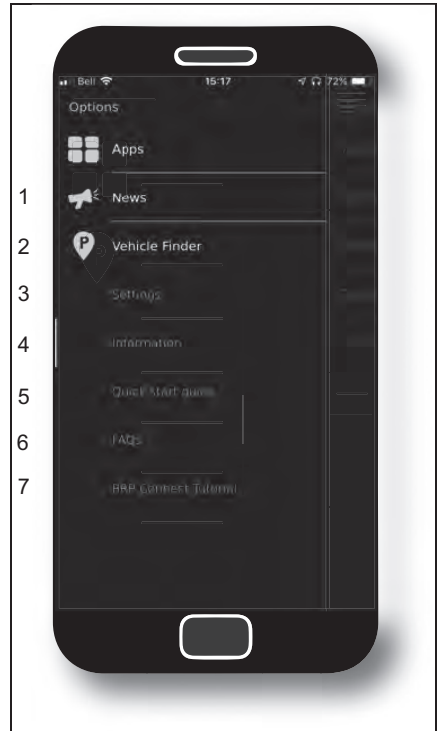 Bell 15:17 72%
Options
Apps
1 News
2 P Vehicle Finder
3 Settings
4 Information
5 Quick start guide
6 FAQs
7 BRP Connect Tutorial